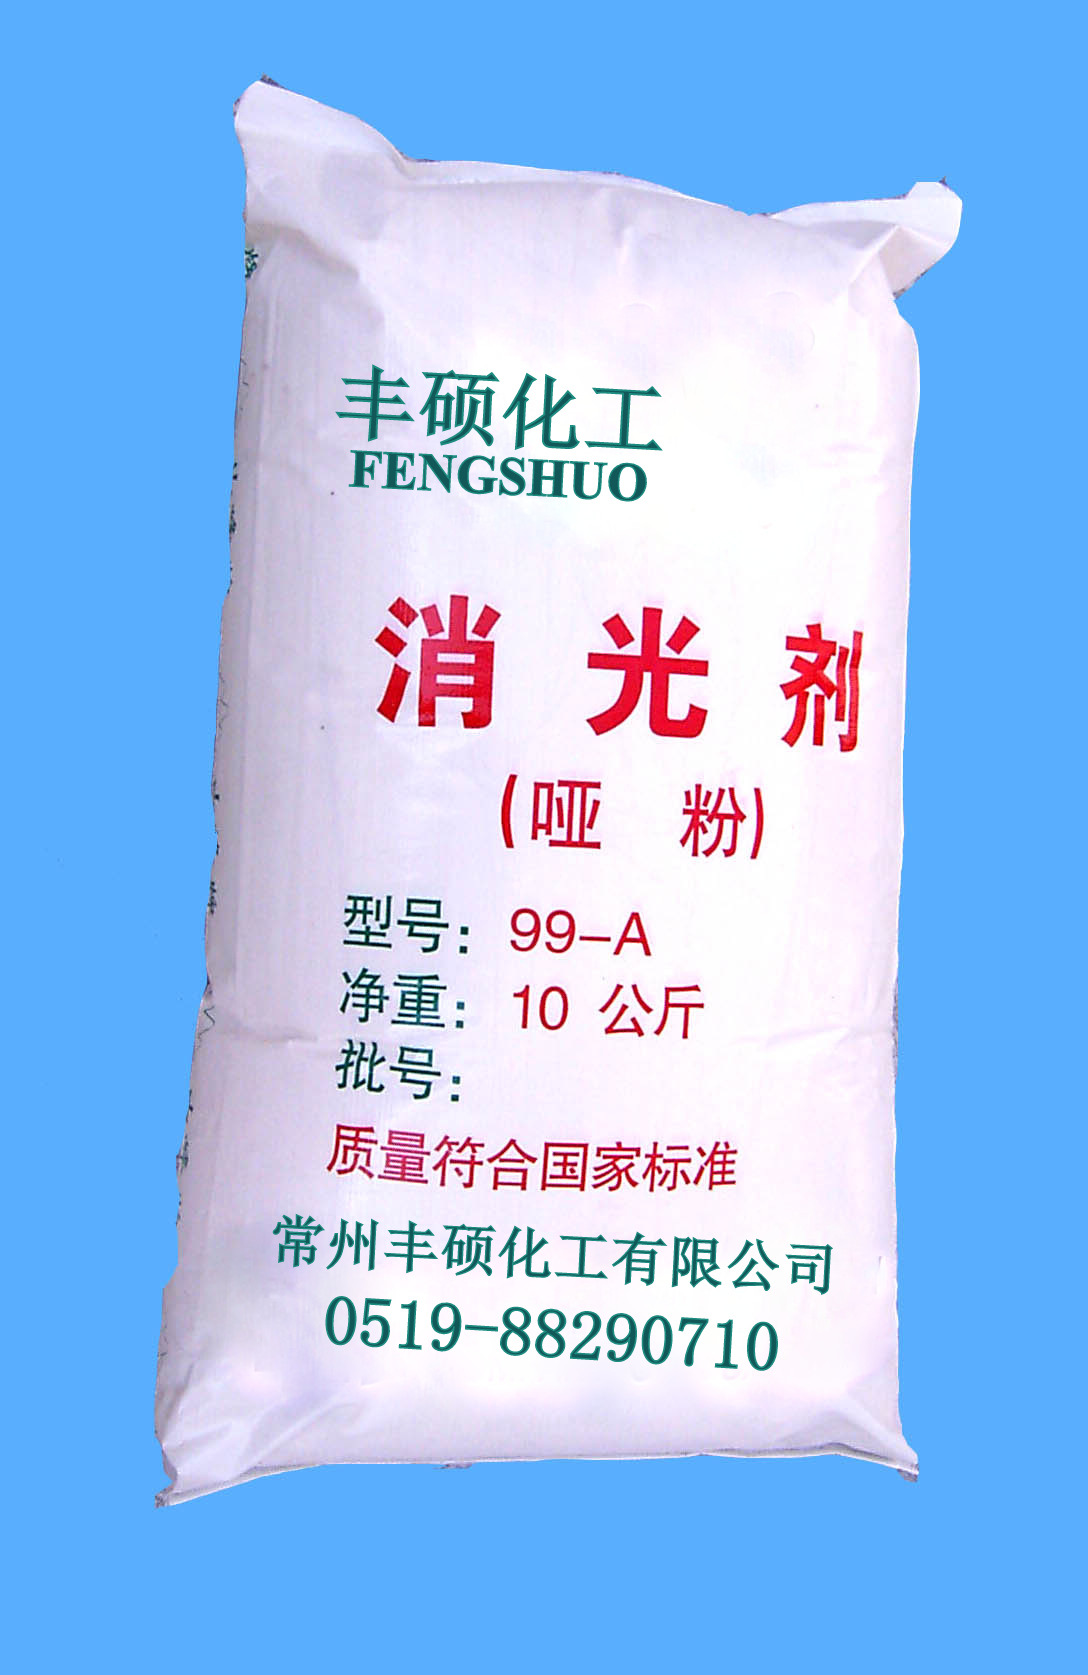 丰硕化工
FENGSHUO
消光剂
(哑粉)
型号：99-A
净重：10 公斤
批号：
质量符合国家标准
常州丰硕化工有限公司
0519-88290710